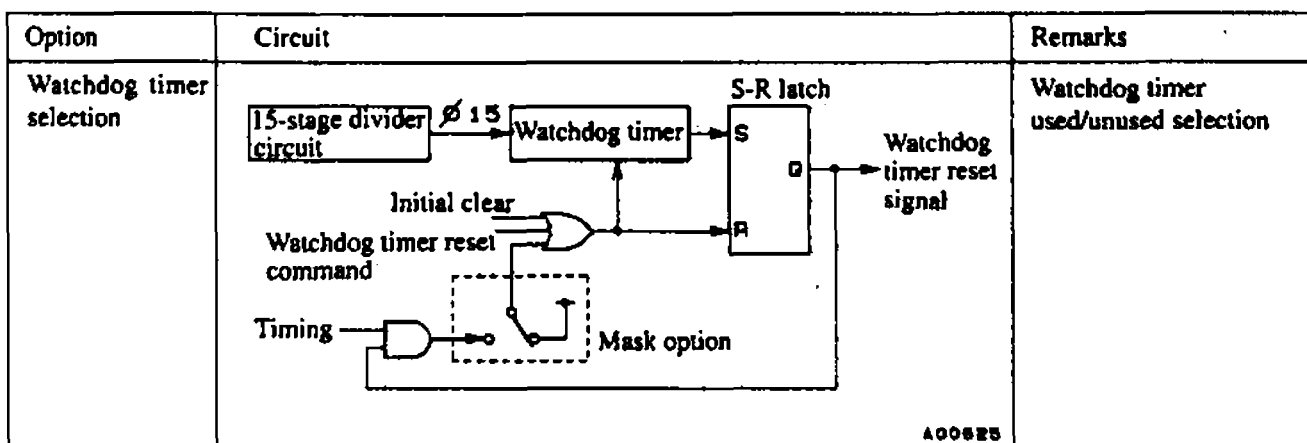 Option
Circuit
Remarks
Watchdog timer
selection
15-stage divider
circuit
Ø 15
Watchdog timer
S-R latch
S
Q
R
Watchdog
timer reset
signal
Initial clear
Watchdog timer reset
command
Timing
Mask option
Watchdog timer
used/unused selection
A00825